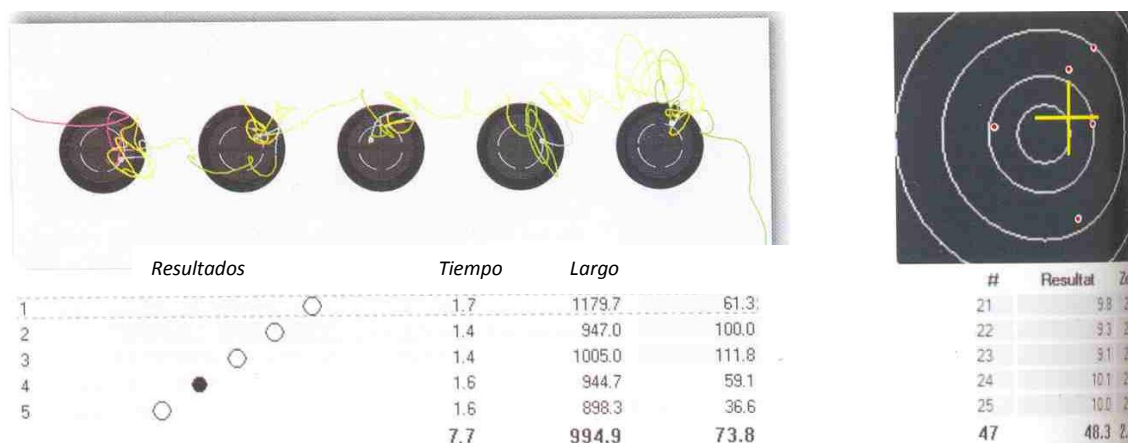 Resultados Tiempo Largo
1 1.7 1179.7 61.3
2 1.4 947.0 100.0
3 1.4 1005.0 111.8
4 1.6 944.7 59.1
5 1.6 898.3 36.6
7.7 994.9 73.8
# Resultat
21 9.8
22 9.3
23 9.1
24 10.1
25 10.0
47 48.3